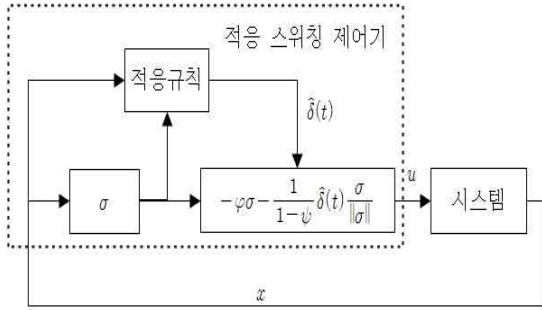 적응 스위칭 제어기
적응규칙
δ̂(t)
σ
−φσ − 1/(1−ψ) δ̂(t) σ/‖σ‖
u
시스템
x